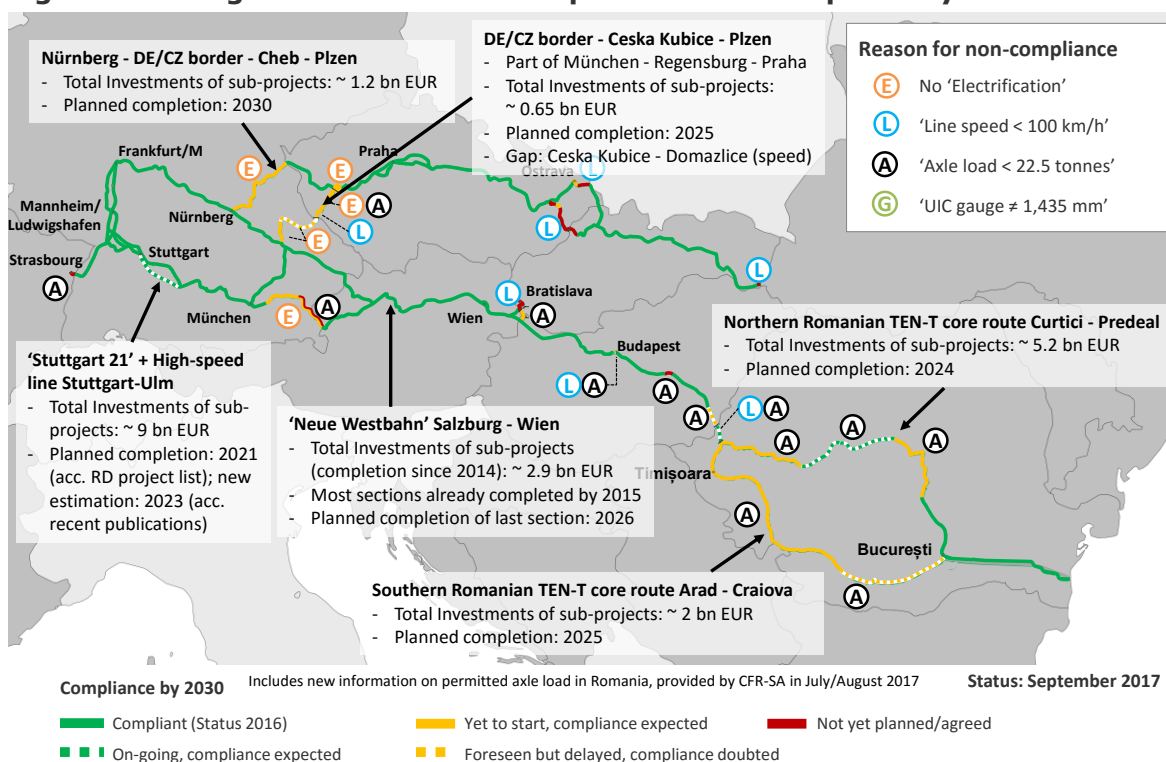 Nürnberg - DE/CZ border - Cheb - Plzen
- Total Investments of sub-projects: ~ 1.2 bn EUR
- Planned completion: 2030
DE/CZ border - Ceska Kubice - Plzen
- Part of München - Regensburg - Praha
- Total Investments of sub-projects:
~ 0.65 bn EUR
- Planned completion: 2025
- Gap: Ceska Kubice - Domazlice (speed)
Reason for non-compliance
E No 'Electrification'
L 'Line speed < 100 km/h'
A 'Axle load < 22.5 tonnes'
G 'UIC gauge ≠ 1,435 mm'
Frankfurt/M
Praha
Ostrava
L
E
E
E A
L
E
L
Mannheim/
Ludwigshafen
Nürnberg
Strasbourg
A
Stuttgart
München
E
A
Wien
L
Bratislava
A
L
Budapest
L A
A
A
L A
A
A
A
Timișoara
A
București
A
Northern Romanian TEN-T core route Curtici - Predeal
- Total Investments of sub-projects: ~ 5.2 bn EUR
- Planned completion: 2024
'Stuttgart 21' + High-speed
line Stuttgart-Ulm
- Total Investments of sub-
projects: ~ 9 bn EUR
- Planned completion: 2021
(acc. RD project list); new
estimation: 2023 (acc.
recent publications)
'Neue Westbahn' Salzburg - Wien
- Total Investments of sub-projects
(completion since 2014): ~ 2.9 bn EUR
- Most sections already completed by 2015
- Planned completion of last section: 2026
Southern Romanian TEN-T core route Arad - Craiova
- Total Investments of sub-projects: ~ 2 bn EUR
- Planned completion: 2025
Compliance by 2030
Includes new information on permitted axle load in Romania, provided by CFR-SA in July/August 2017
Status: September 2017
Compliant (Status 2016)
Yet to start, compliance expected
Not yet planned/agreed
On-going, compliance expected
Foreseen but delayed, compliance doubted